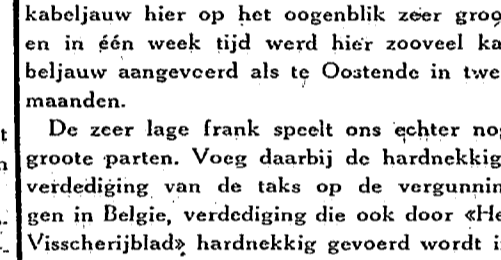 kabeljauw hier op het oogenblik zeer groo
en in één week tijd werd hier zooveel ka
beljauw aangevoerd als te Oostende in twe
maanden.
De zeer lage frank speelt ons echter no
groote parten. Voeg daarbij de hardnekkig
verdediging van de taks op de vergunnin
gen in Belgie, verdediging die ook door «He
Visscherijblad» hardnekkig gevoerd wordt i